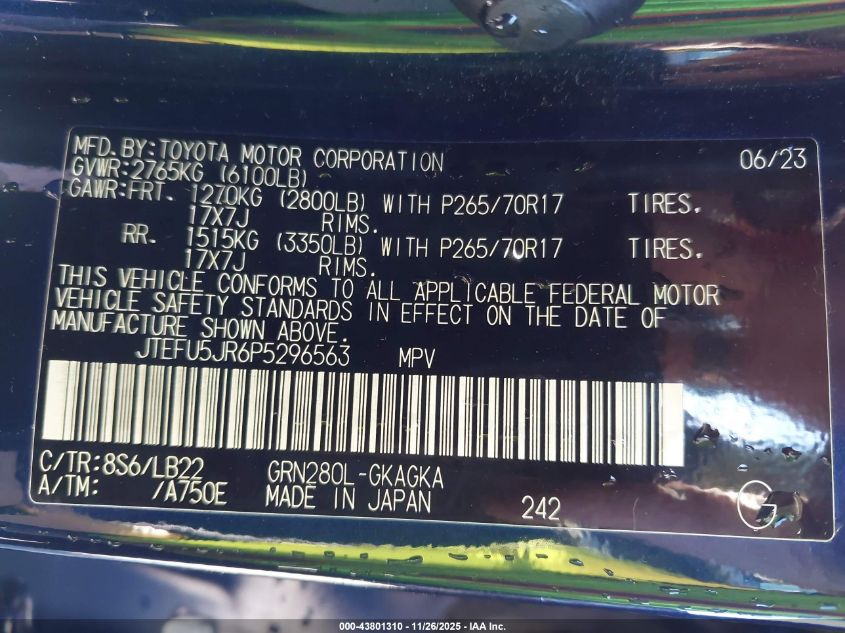 MFD. BY: TOYOTA MOTOR CORPORATION 06/23
GVWR: 2765KG (6100LB)
GAWR: FRT. 1270KG (2800LB) WITH P265/70R17 TIRES.
17X7J RIMS.
RR. 1515KG (3350LB) WITH P265/70R17 TIRES.
17X7J RIMS.
THIS VEHICLE CONFORMS TO ALL APPLICABLE FEDERAL MOTOR
VEHICLE SAFETY STANDARDS IN EFFECT ON THE DATE OF
MANUFACTURE SHOWN ABOVE.
JTEFU5JR6P5296563 MPV
C/TR: 8S6/LB22 GRN280L-GKAGKA
A/TM: /A750E MADE IN JAPAN 242 G
000-43801310 - 11/26/2025 - IAA Inc.